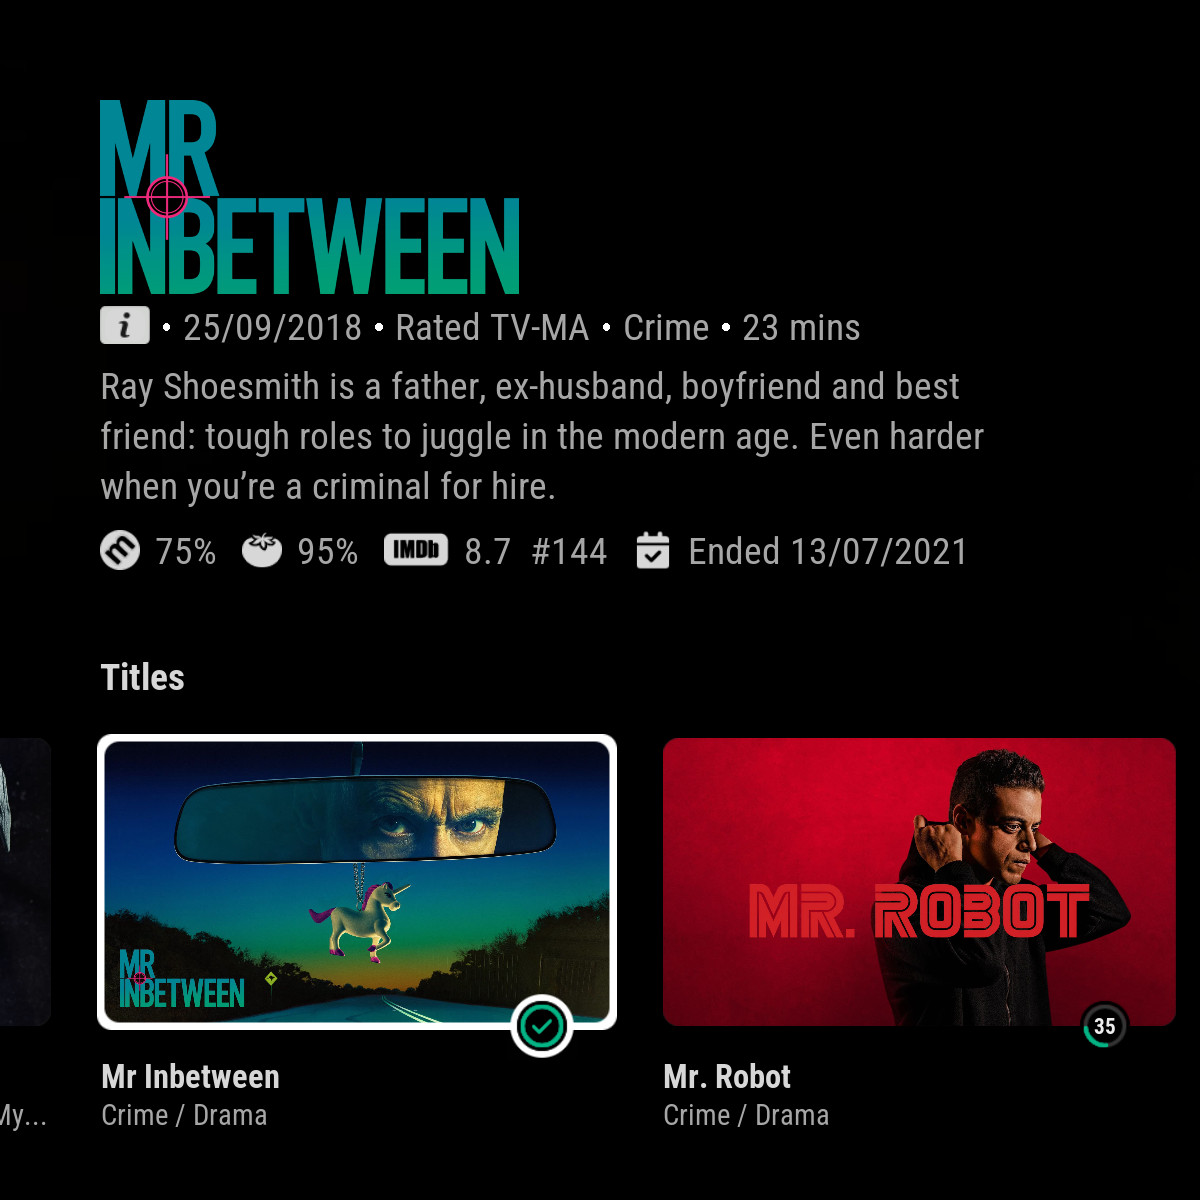 MR
INBETWEEN
i • 25/09/2018 • Rated TV-MA • Crime • 23 mins
Ray Shoesmith is a father, ex-husband, boyfriend and best
friend: tough roles to juggle in the modern age. Even harder
when you’re a criminal for hire.
m 75% 95% IMDb 8.7 #144 Ended 13/07/2021
Titles
MR
INBETWEEN
MR. ROBOT
35
Mr Inbetween
Mr. Robot
My...
Crime / Drama
Crime / Drama